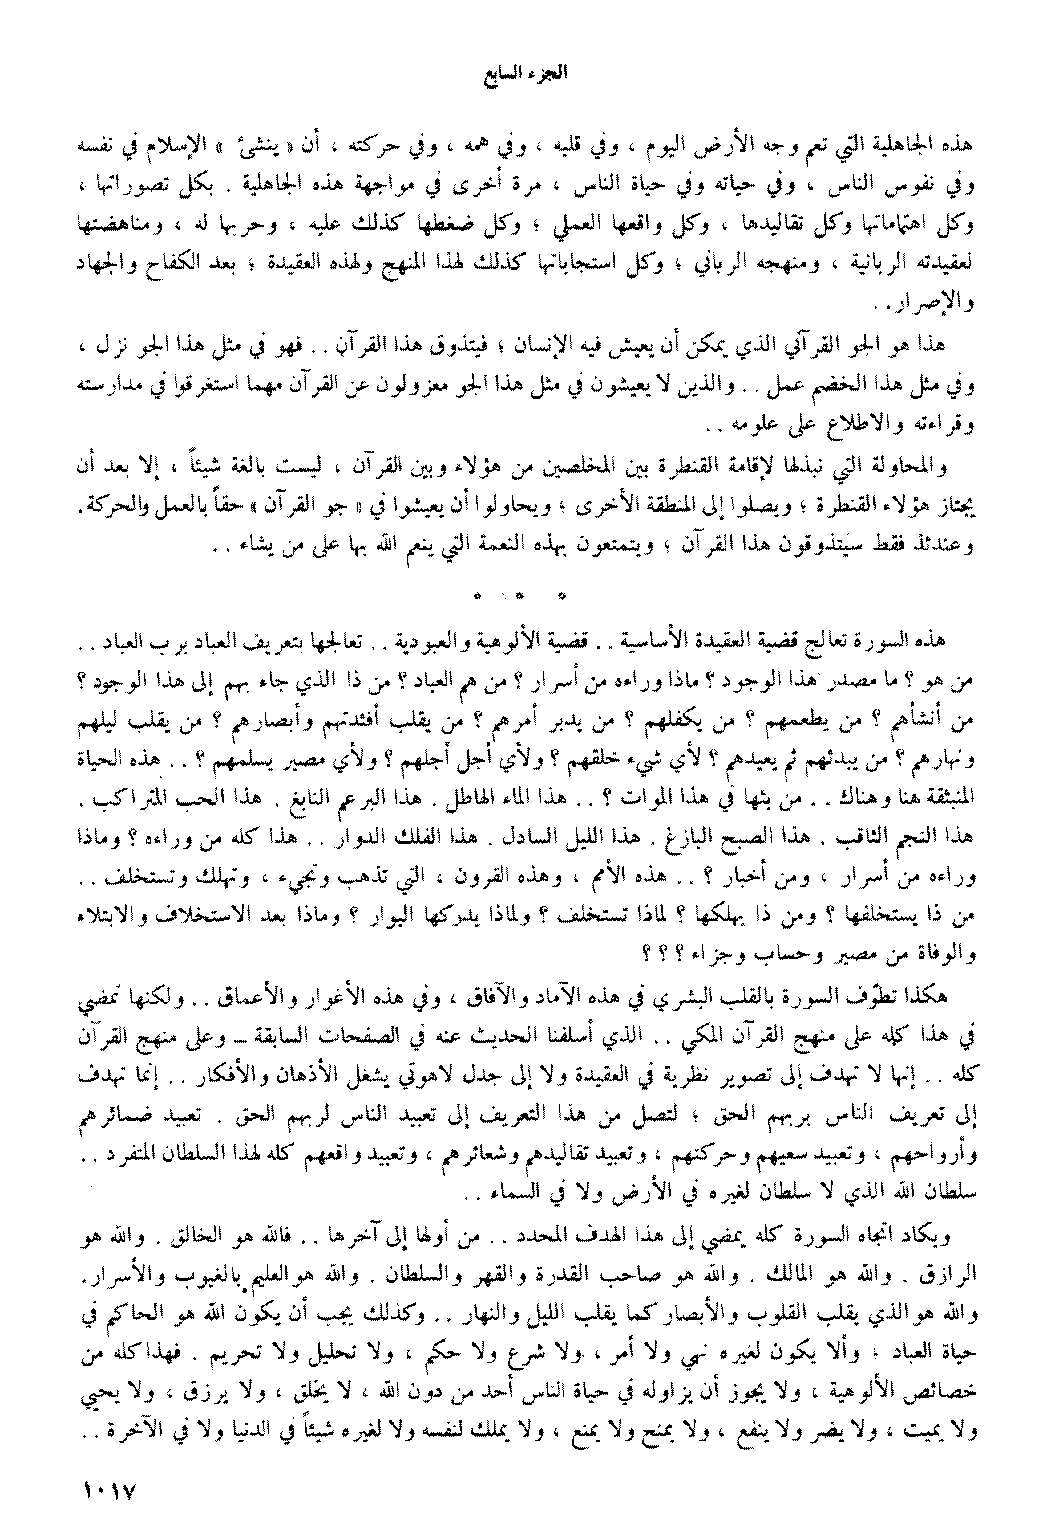 الجزء السابع
هذه الجاهلية التي تعم وجه الأرض اليوم ، وفي قلبه ، وفي همه ، وفي حركته ، أن « ينشئ » الإسلام في نفسه
وفي نفوس الناس ، وفي حياته وفي حياة الناس ، مرة أخرى في مواجهة هذه الجاهلية . بكل تصوراتها ،
وكل اهتماماتها وكل تقاليدها ، وكل واقعها العملي ؛ وكل ضغطها كذلك عليه ، وحربها له ، ومناهضتها
لعقيدته الربانية ، ومنهجه الرباني ؛ وكل استجاباتها كذلك لهذا المنهج ولهذه العقيدة ؛ بعد الكفاح والجهاد
والإصرار. .
هذا هو الجو القرآني الذي يمكن أن يعيش فيه الإنسان ؛ فيتذوق هذا القرآن .. فهو في مثل هذا الجو نزل ،
وفي مثل هذا الخضم عمل .. والذين لا يعيشون في مثل هذا الجو معزولون عن القرآن مهما استغرقوا في مدارسته
وقراءته والاطلاع على علومه ..
والمحاولة التي نبذلها لإقامة القنطرة بين المخلصين من هؤلاء وبين القرآن ، ليست بالغة شيئاً ، إلا بعد أن
يجتاز هؤلاء القنطرة ؛ ويصلوا إلى المنطقة الأخرى ؛ ويحاولوا أن يعيشوا في « جو القرآن » حقاً بالعمل والحركة.
وعندئذ فقط سيتذوقون هذا القرآن ؛ ويتمتعون بهذه النعمة التي ينعم الله بها على من يشاء ..
* * *
هذه السورة تعالج قضية العقيدة الأساسية .. قضية الألوهية والعبودية .. تعالجها بتعريف العباد برب العباد ..
من هو ؟ ما مصدر هذا الوجود ؟ ماذا وراءه من أسرار ؟ من هم العباد ؟ من ذا الذي جاء بهم إلى هذا الوجود ؟
من أنشأهم ؟ من يطعمهم ؟ من يكفلهم ؟ من يدبر أمرهم ؟ من يقلب أفئدتهم وأبصارهم ؟ من يقلب ليلهم
ونهارهم ؟ من يبدئهم ثم يعيدهم ؟ لأي شيء خلقهم ؟ ولأي أجل أجلهم ؟ ولأي مصير يسلمهم ؟ .. هذه الحياة
المنبثقة هنا وهناك .. من بثها في هذا الموات ؟ .. هذا الماء الهاطل . هذا البرعم النابغ . هذا الحب المتراكب .
هذا النجم الثاقب . هذا الصبح البازغ . هذا الليل السادل . هذا الفلك الدوار .. هذا كله من وراءه ؟ وماذا
وراءه من أسرار ، ومن أخبار ؟ .. هذه الأمم ، وهذه القرون ، التي تذهب وتجيء ، وتهلك وتستخلف ..
من ذا يستخلفها ؟ ومن ذا يهلكها ؟ لماذا تستخلف ؟ ولماذا يدركها البوار ؟ وماذا بعد الاستخلاف والابتلاء
والوفاة من مصير وحساب وجزاء ؟ ؟ ؟
هكذا تطوّف السورة بالقلب البشري في هذه الآماد والآفاق ، وفي هذه الأغوار والأعماق .. ولكنها تمضي
في هذا كله على منهج القرآن المكي .. الذي أسلفنا الحديث عنه في الصفحات السابقة – وعلى منهج القرآن
كله .. إنها لا تهدف إلى تصوير نظرية في العقيدة ولا إلى جدل لاهوتي يشغل الأذهان والأفكار .. إنما تهدف
إلى تعريف الناس بربهم الحق ؛ لتصل من هذا التعريف إلى تعبيد الناس لربهم الحق . تعبيد ضمائرهم
وأرواحهم ، وتعبيد سعيهم وحركتهم ، وتعبيد تقاليدهم وشعائرهم ، وتعبيد واقعهم كله لهذا السلطان المتفرد ..
سلطان الله الذي لا سلطان لغيره في الأرض ولا في السماء ..
ويكاد اتجاه السورة كله يمضي إلى هذا الهدف المحدد .. من أولها إلى آخرها .. فالله هو الخالق . والله هو
الرازق . والله هو المالك . والله هو صاحب القدرة والقهر والسلطان . والله هو العليم بالغيوب والأسرار.
والله هو الذي يقلب القلوب والأبصار كما يقلب الليل والنهار .. وكذلك يجب أن يكون الله هو الحاكم في
حياة العباد ؛ وألا يكون لغيره نهي ولا أمر ، ولا شرع ولا حكم ، ولا تحليل ولا تحريم . فهذا كله من
خصائص الألوهية ، ولا يجوز أن يزاوله في حياة الناس أحد من دون الله ، لا يخلق ، ولا يرزق ، ولا يحيي
ولا يميت ، ولا يضر ولا ينفع ، ولا يمنح ولا يمنع ، ولا يملك لنفسه ولا لغيره شيئاً في الدنيا ولا في الآخرة ..
١٠١٧